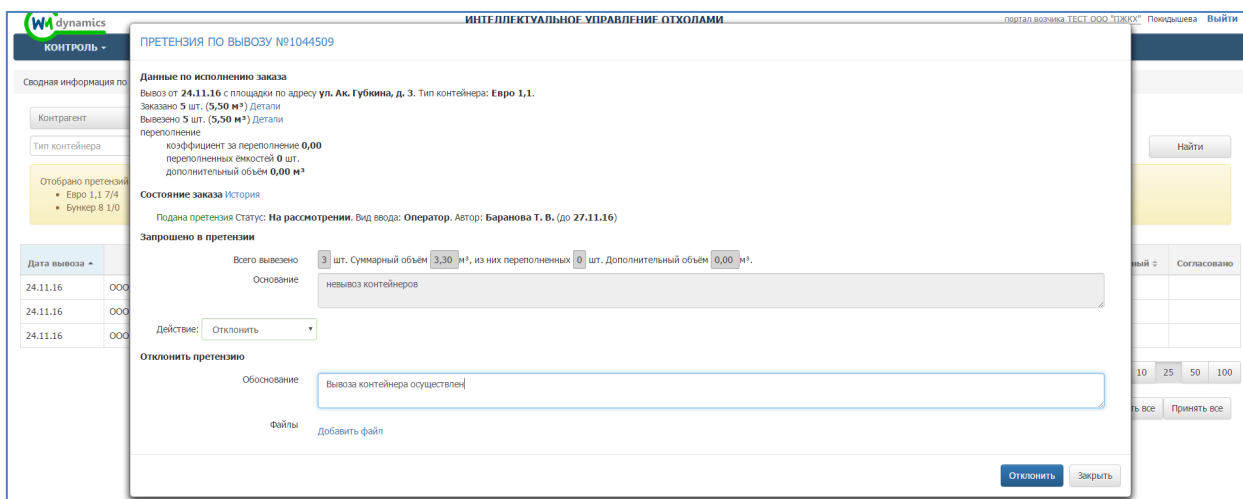 WM dynamics
ИНТЕЛЛЕКТУАЛЬНОЕ УПРАВЛЕНИЕ ОТХОДАМИ
портал возчика ТЕСТ ООО "ПЖКХ" Покидышева Выйти
КОНТРОЛЬ
ПРЕТЕНЗИЯ ПО ВЫВОЗУ №1044509
Сводная информация по
Данные по исполнению заказа
Вывоз от 24.11.16 с площадки по адресу ул. Ак. Губкина, д. 3. Тип контейнера: Евро 1,1.
Заказано 5 шт. (5,50 м³) Детали
Контрагент
Вывезено 5 шт. (5,50 м³) Детали
переполнение
Тип контейнера
коэффициент за переполнение 0,00
Найти
переполненных ёмкостей 0 шт.
дополнительный объём 0,00 м³
Отобрано претензий
• Евро 1,1 7/4
• Бункер 8 1/0
Состояние заказа История
Подана претензия Статус: На рассмотрении. Вид ввода: Оператор. Автор: Баранова Т. В. (до 27.11.16)
Запрошено в претензии
Дата вывоза
Всего вывезено 3 шт. Суммарный объём 3,30 м³, из них переполненных 0 шт. Дополнительный объём 0,00 м³.
ный Согласовано
Основание невывоз контейнеров
24.11.16 ООО
24.11.16 ООО
Действие: Отклонить
24.11.16 ООО
Отклонить претензию
Обоснование Вывоза контейнера осуществлен
10 25 50 100
ть все Принять все
Файлы Добавить файл
Отклонить Закрыть